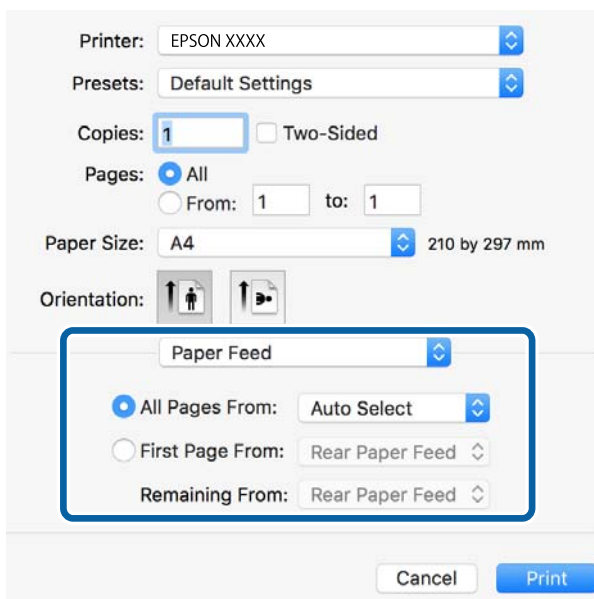 Printer: EPSON XXXX
Presets: Default Settings
Copies: 1 Two-Sided
Pages: All
From: 1 to: 1
Paper Size: A4 210 by 297 mm
Orientation:
Paper Feed
All Pages From: Auto Select
First Page From: Rear Paper Feed
Remaining From: Rear Paper Feed
Cancel Print